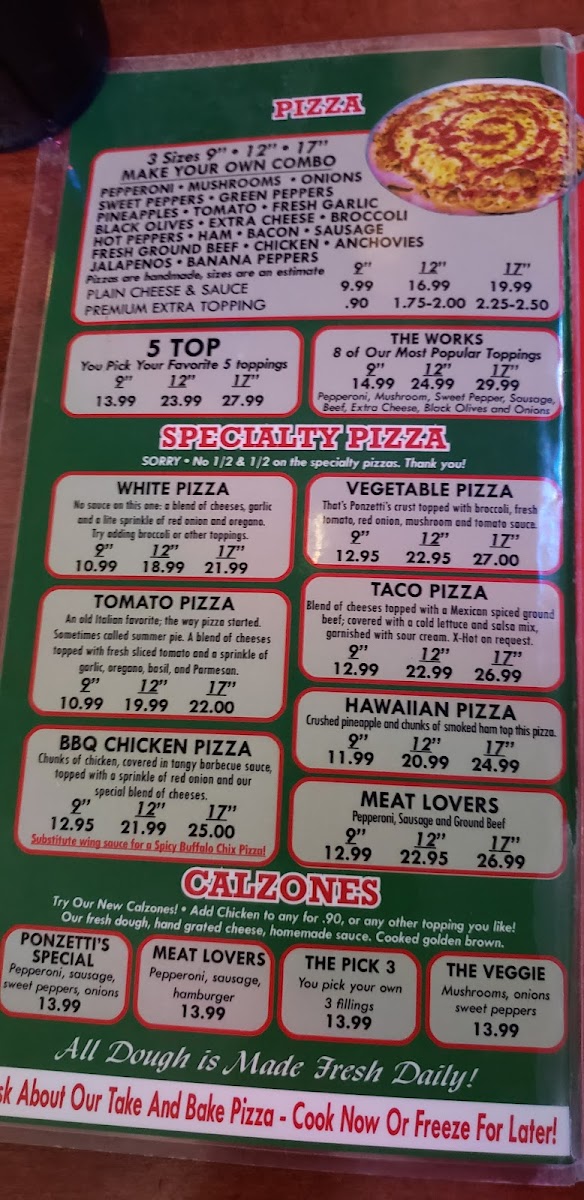 PIZZA
3 Sizes 9" • 12" • 17"
MAKE YOUR OWN COMBO
PEPPERONI • MUSHROOMS • ONIONS
SWEET PEPPERS • GREEN PEPPERS
PINEAPPLES • TOMATO • FRESH GARLIC
BLACK OLIVES • EXTRA CHEESE • BROCCOLI
HOT PEPPERS • HAM • BACON • SAUSAGE
FRESH GROUND BEEF • CHICKEN • ANCHOVIES
JALAPENOS • BANANA PEPPERS
Pizzas are handmade, sizes are an estimate 9" 12" 17"
PLAIN CHEESE & SAUCE 9.99 16.99 19.99
PREMIUM EXTRA TOPPING .90 1.75-2.00 2.25-2.50
5 TOP
You Pick Your Favorite 5 toppings
9" 12" 17"
13.99 23.99 27.99
THE WORKS
8 of Our Most Popular Toppings
9" 12" 17"
14.99 24.99 29.99
Pepperoni, Mushroom, Sweet Pepper, Sausage,
Beef, Extra Cheese, Black Olives and Onions
SPECIALTY PIZZA
SORRY • No 1/2 & 1/2 on the specialty pizzas. Thank you!
WHITE PIZZA
No sauce on this one: a blend of cheeses, garlic
and a lite sprinkle of red onion and oregano.
Try adding broccoli or other toppings.
9" 12" 17"
10.99 18.99 21.99
VEGETABLE PIZZA
That's Ponzetti's crust topped with broccoli, fresh
tomato, red onion, mushroom and tomato sauce.
9" 12" 17"
12.95 22.95 27.00
TOMATO PIZZA
An old Italian favorite; the way pizza started.
Sometimes called summer pie. A blend of cheeses
topped with fresh sliced tomato and a sprinkle of
garlic, oregano, basil, and Parmesan.
9" 12" 17"
10.99 19.99 22.00
TACO PIZZA
Blend of cheeses topped with a Mexican spiced ground
beef; covered with a cold lettuce and salsa mix,
garnished with sour cream. X-Hot on request.
9" 12" 17"
12.99 22.99 26.99
HAWAIIAN PIZZA
Crushed pineapple and chunks of smoked ham top this pizza.
9" 12" 17"
11.99 20.99 24.99
BBQ CHICKEN PIZZA
Chunks of chicken, covered in tangy barbecue sauce,
topped with a sprinkle of red onion and our
special blend of cheeses.
9" 12" 17"
12.95 21.99 25.00
Substitute wing sauce for a Spicy Buffalo Chix Pizza!
MEAT LOVERS
Pepperoni, Sausage and Ground Beef
9" 12" 17"
12.99 22.95 26.99
CALZONES
Try Our New Calzones! • Add Chicken to any for .90, or any other topping you like!
Our fresh dough, hand grated cheese, homemade sauce. Cooked golden brown.
PONZETTI'S
SPECIAL
Pepperoni, sausage,
sweet peppers, onions
13.99
MEAT LOVERS
Pepperoni, sausage,
hamburger
13.99
THE PICK 3
You pick your own
3 fillings
13.99
THE VEGGIE
Mushrooms, onions
sweet peppers
13.99
All Dough is Made Fresh Daily!
sk About Our Take And Bake Pizza - Cook Now Or Freeze For Later!